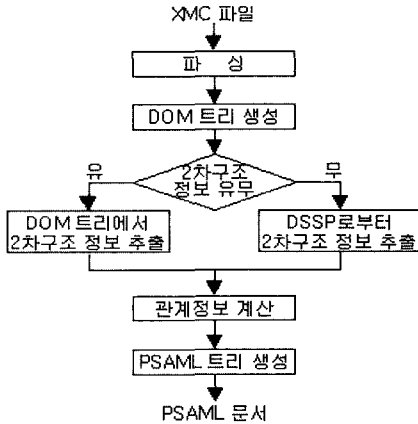 XMC 파일
파 싱
DOM 트리 생성
2차구조
정보 유무
유
무
DOM 트리에서
2차구조 정보 추출
DSSP로부터
2차구조 정보 추출
관계정보 계산
PSAML 트리 생성
PSAML 문서